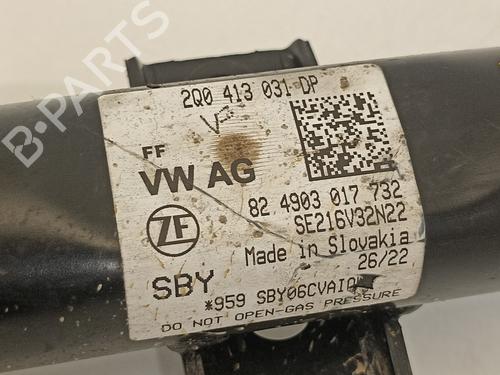 2Q0 413 031 DP
FF
VW AG
82 4903 017 732
SE216V32N22
ZF
Made in Slovakia
26/22
SBY
*959 SBY06CVAI0
DO NOT OPEN-GAS PRESSURE
B-PARTS